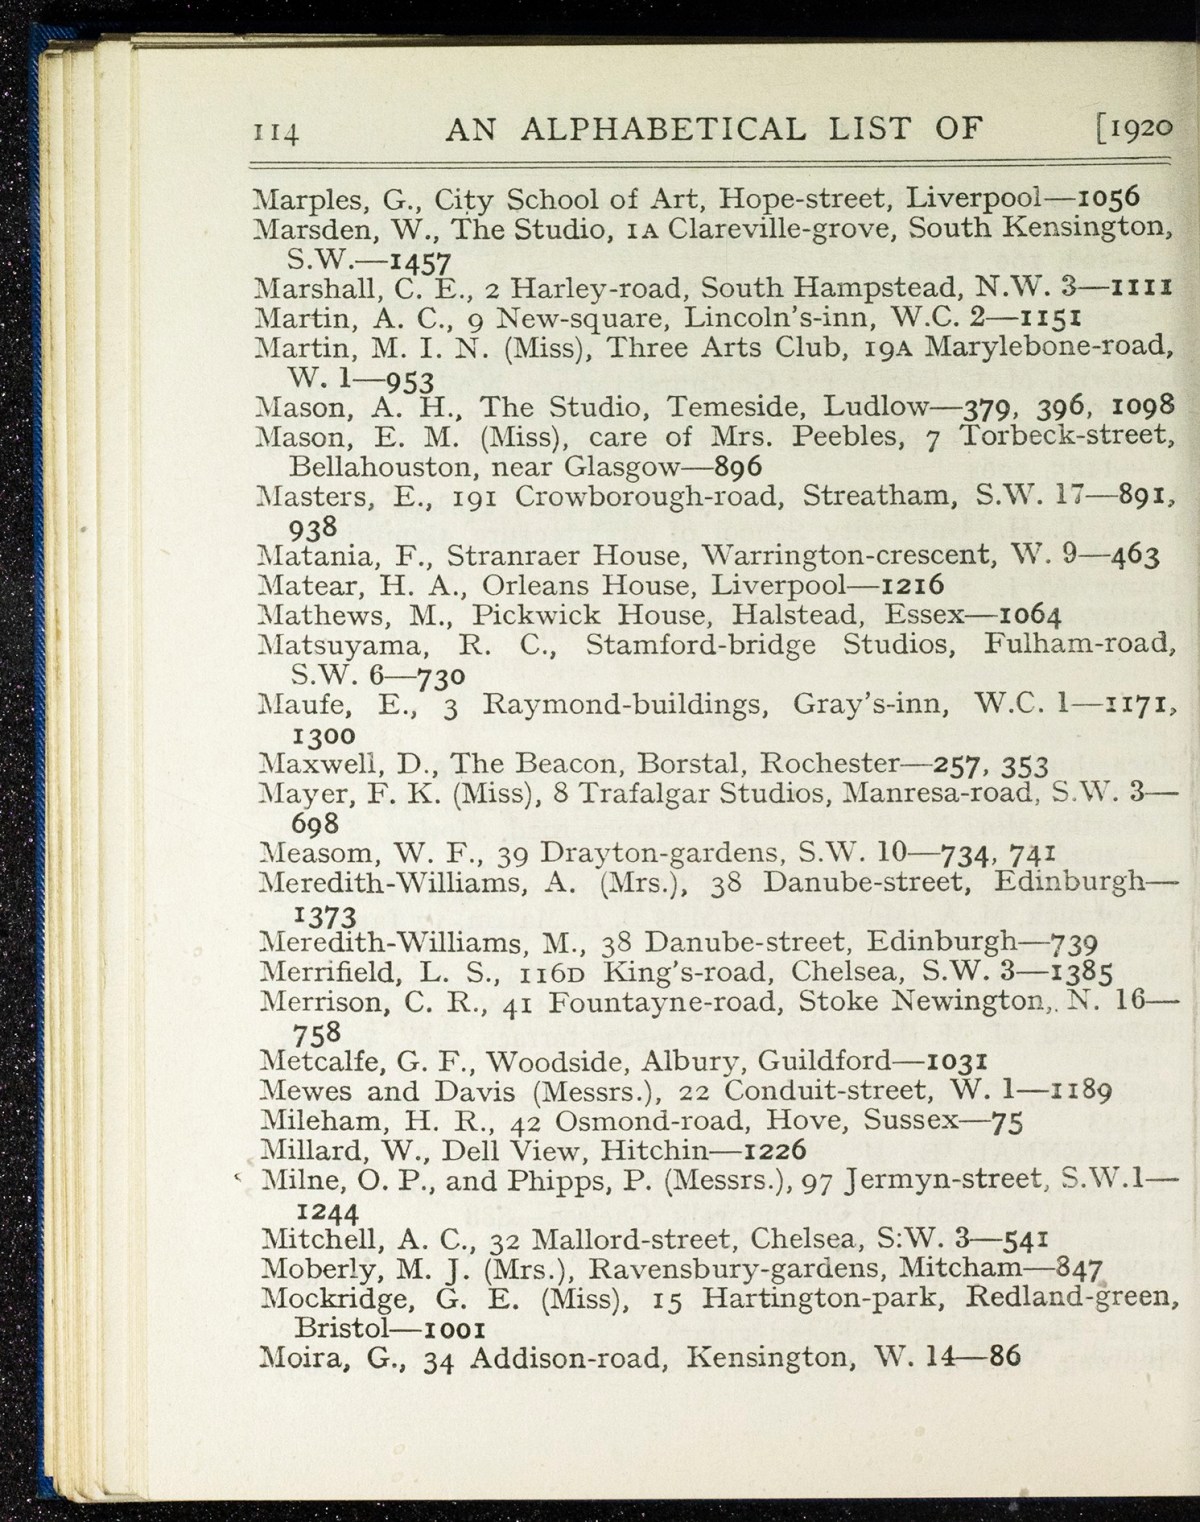 114 AN ALPHABETICAL LIST OF [1920
Marples, G., City School of Art, Hope-street, Liverpool—1056
Marsden, W., The Studio, 1A Clareville-grove, South Kensington,
S.W.—1457
Marshall, C. E., 2 Harley-road, South Hampstead, N.W. 3—1111
Martin, A. C., 9 New-square, Lincoln's-inn, W.C. 2—1151
Martin, M. I. N. (Miss), Three Arts Club, 19A Marylebone-road,
W. 1—953
Mason, A. H., The Studio, Temeside, Ludlow—379, 396, 1098
Mason, E. M. (Miss), care of Mrs. Peebles, 7 Torbeck-street,
Bellahouston, near Glasgow—896
Masters, E., 191 Crowborough-road, Streatham, S.W. 17—891,
938
Matania, F., Stranraer House, Warrington-crescent, W. 9—463
Matear, H. A., Orleans House, Liverpool—1216
Mathews, M., Pickwick House, Halstead, Essex—1064
Matsuyama, R. C., Stamford-bridge Studios, Fulham-road,
S.W. 6—730
Maufe, E., 3 Raymond-buildings, Gray's-inn, W.C. 1—1171,
1300
Maxwell, D., The Beacon, Borstal, Rochester—257, 353
Mayer, F. K. (Miss), 8 Trafalgar Studios, Manresa-road, S.W. 3—
698
Measom, W. F., 39 Drayton-gardens, S.W. 10—734, 741
Meredith-Williams, A. (Mrs.), 38 Danube-street, Edinburgh—
1373
Meredith-Williams, M., 38 Danube-street, Edinburgh—739
Merrifield, L. S., 116D King's-road, Chelsea, S.W. 3—1385
Merrison, C. R., 41 Fountayne-road, Stoke Newington, N. 16—
758
Metcalfe, G. F., Woodside, Albury, Guildford—1031
Mewes and Davis (Messrs.), 22 Conduit-street, W. 1—1189
Mileham, H. R., 42 Osmond-road, Hove, Sussex—75
Millard, W., Dell View, Hitchin—1226
Milne, O. P., and Phipps, P. (Messrs.), 97 Jermyn-street, S.W.1—
1244
Mitchell, A. C., 32 Mallord-street, Chelsea, S:W. 3—541
Moberly, M. J. (Mrs.), Ravensbury-gardens, Mitcham—847
Mockridge, G. E. (Miss), 15 Hartington-park, Redland-green,
Bristol—1001
Moira, G., 34 Addison-road, Kensington, W. 14—86